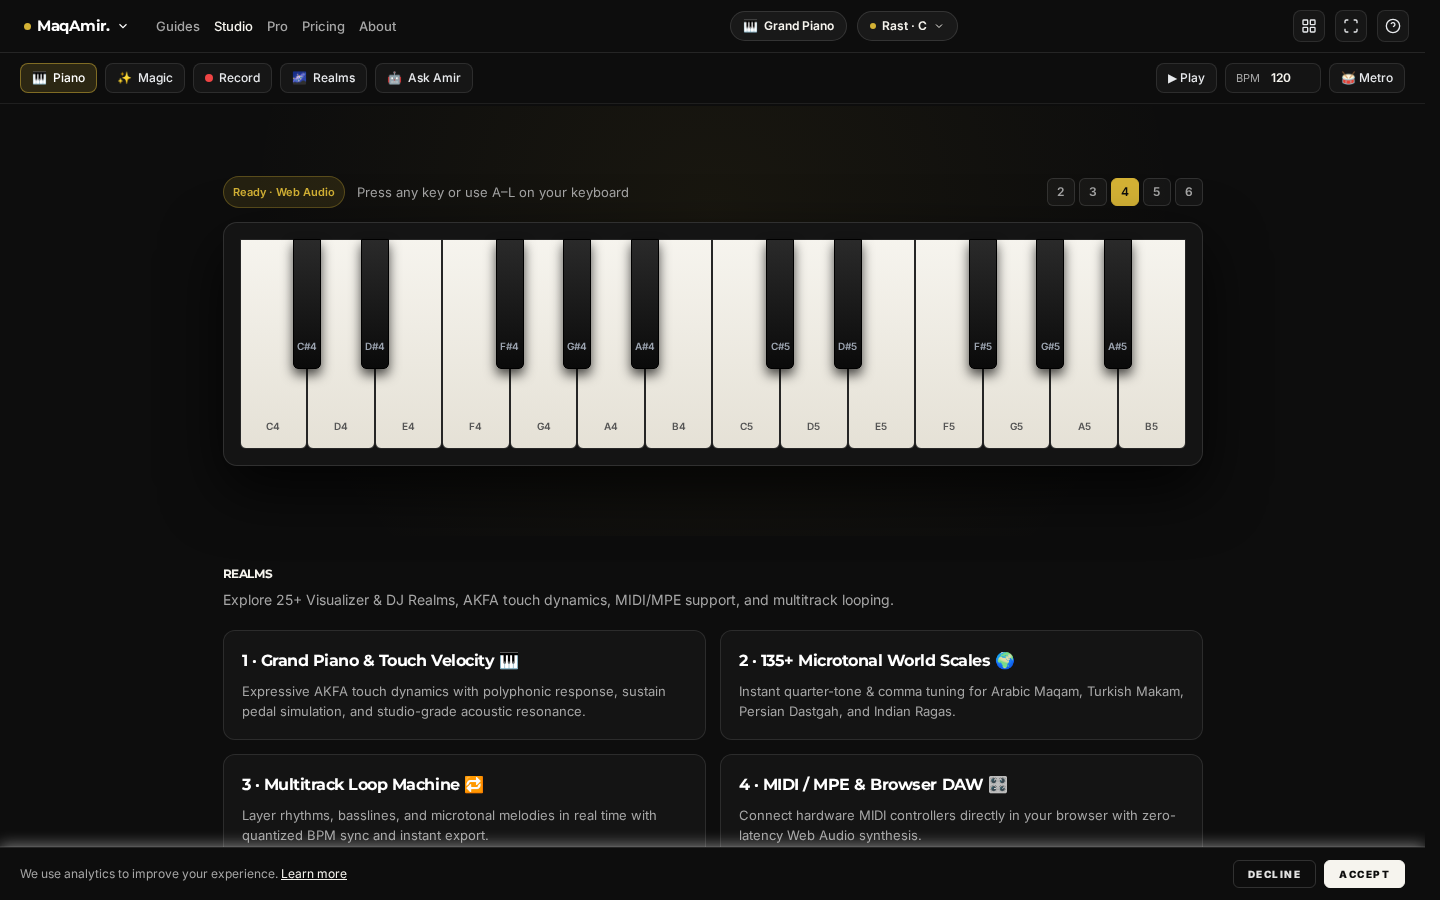 MaqAmir.
Guides Studio Pro Pricing About
🎹 Grand Piano
Rast · C
🎹 Piano
✨ Magic
Record
🌌 Realms
🤖 Ask Amir
▶ Play
BPM 120
🥁 Metro
Ready · Web Audio
Press any key or use A–L on your keyboard
2 3 4 5 6
C#4 D#4 F#4 G#4 A#4 C#5 D#5 F#5 G#5 A#5
C4 D4 E4 F4 G4 A4 B4 C5 D5 E5 F5 G5 A5 B5
REALMS
Explore 25+ Visualizer & DJ Realms, AKFA touch dynamics, MIDI/MPE support, and multitrack looping.
1 · Grand Piano & Touch Velocity 🎹
Expressive AKFA touch dynamics with polyphonic response, sustain
pedal simulation, and studio-grade acoustic resonance.
2 · 135+ Microtonal World Scales 🌍
Instant quarter-tone & comma tuning for Arabic Maqam, Turkish Makam,
Persian Dastgah, and Indian Ragas.
3 · Multitrack Loop Machine 🔁
Layer rhythms, basslines, and microtonal melodies in real time with
quantized BPM sync and instant export.
4 · MIDI / MPE & Browser DAW 🎛️
Connect hardware MIDI controllers directly in your browser with zero-
latency Web Audio synthesis.
We use analytics to improve your experience. Learn more
DECLINE
ACCEPT